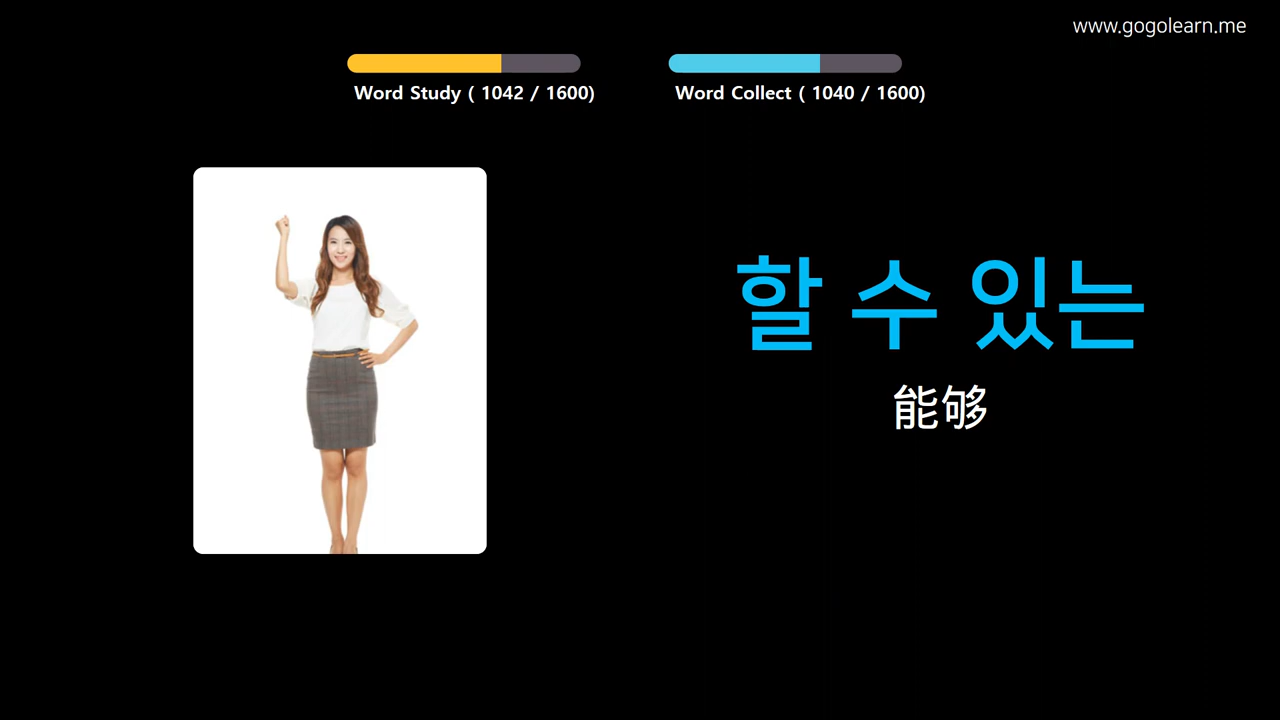 www.gogolearn.me
Word Study ( 1042 / 1600)
Word Collect ( 1040 / 1600)
할 수 있는
能够